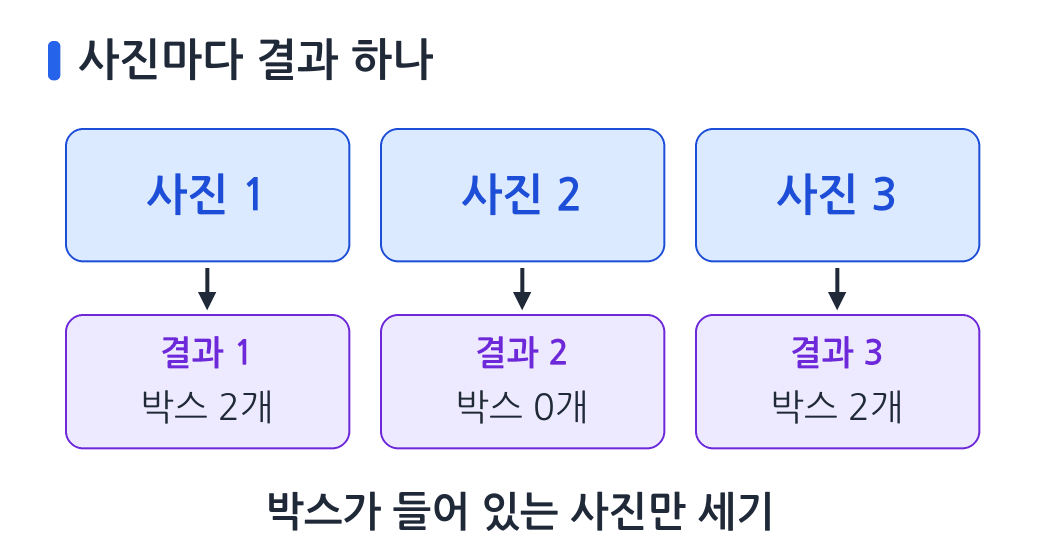 사진마다 결과 하나
사진 1
사진 2
사진 3
결과 1
박스 2개
결과 2
박스 0개
결과 3
박스 2개
박스가 들어 있는 사진만 세기